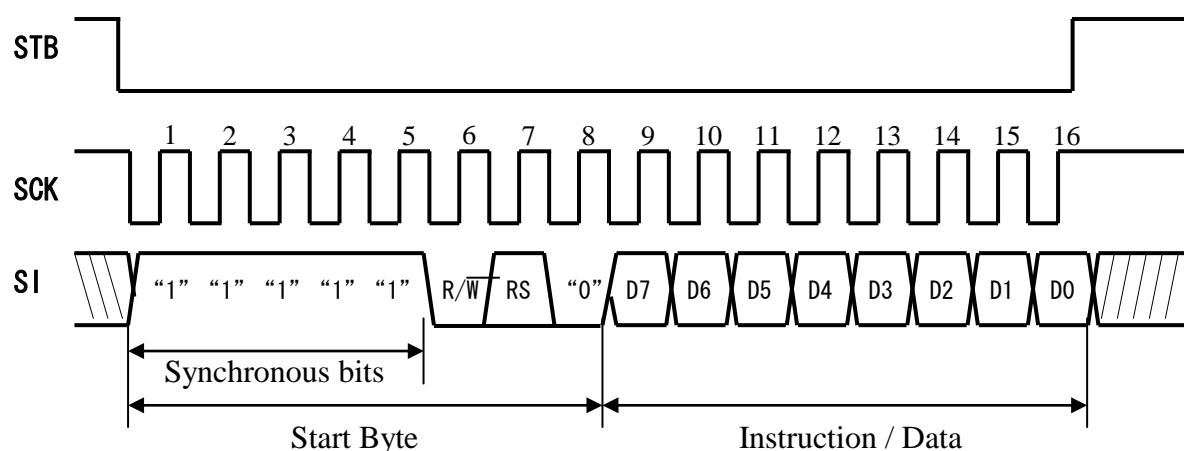 STB
1 2 3 4 5 6 7 8 9 10 11 12 13 14 15 16
SCK
SI “1” “1” “1” “1” “1” R/W̅ RS “0” D7 D6 D5 D4 D3 D2 D1 D0
Synchronous bits
Start Byte Instruction / Data